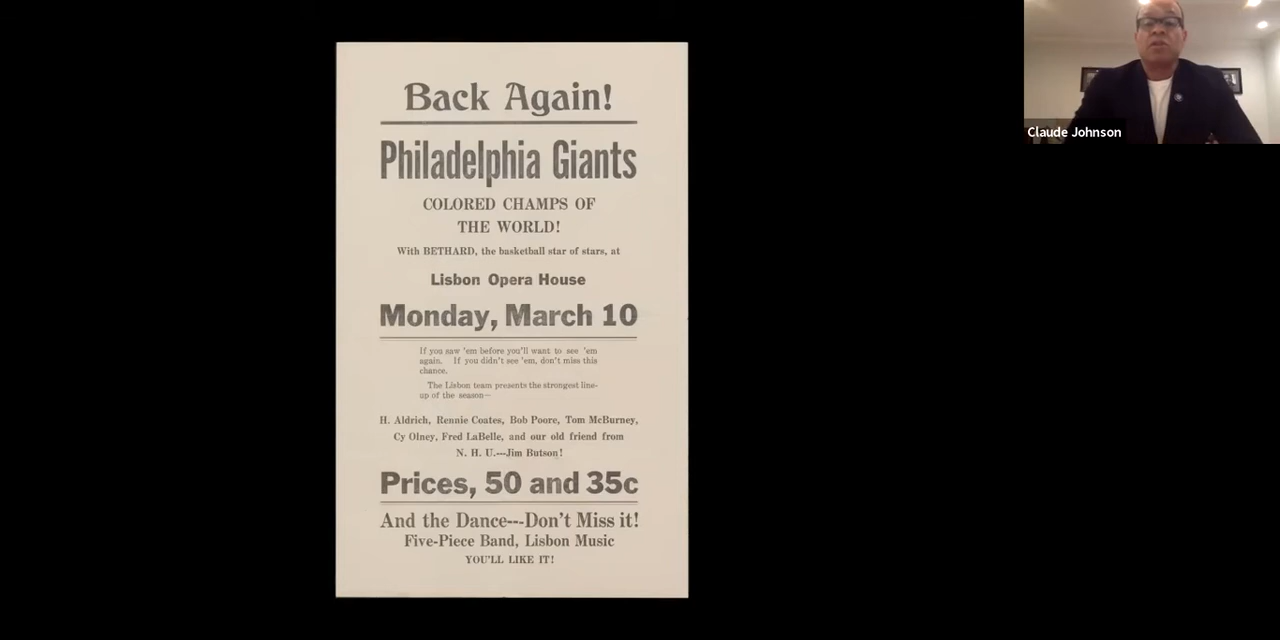 Back Again!
Philadelphia Giants
COLORED CHAMPS OF
THE WORLD!
With BETHARD, the basketball star of stars, at
Lisbon Opera House
Monday, March 10
If you saw 'em before you'll want to see 'em
again. If you didn't see 'em, don't miss this
chance.
The Lisbon team presents the strongest line-
up of the season—
H. Aldrich, Rennie Coates, Bob Poore, Tom McBurney,
Cy Olney, Fred LaBelle, and our old friend from
N. H. U.---Jim Butson!
Prices, 50 and 35c
And the Dance---Don't Miss it!
Five-Piece Band, Lisbon Music
YOU'LL LIKE IT!
Claude Johnson